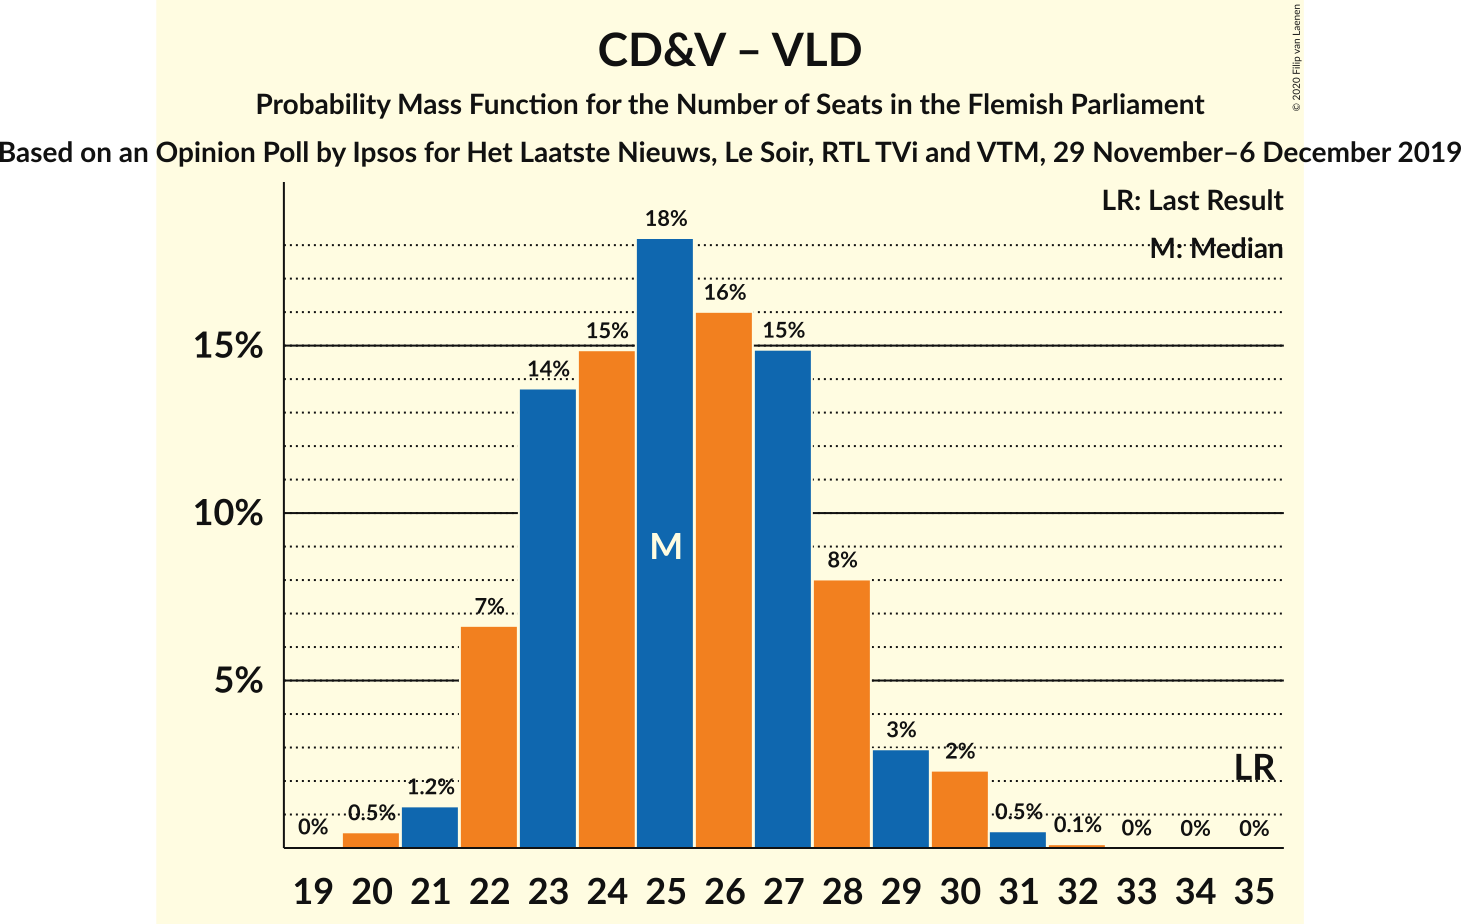 CD&V – VLD
Probability Mass Function for the Number of Seats in the Flemish Parliament
Based on an Opinion Poll by Ipsos for Het Laatste Nieuws, Le Soir, RTL TVi and VTM, 29 November–6 December 2019
© 2020 Filip van Laenen
LR: Last Result
M: Median
18%
16%
15%
15%
15%
14%
10%
M
8%
7%
5%
3%
2%
LR
1.2%
0.5%
0.5%
0.1%
0%
0%
0%
0%
19 20 21 22 23 24 25 26 27 28 29 30 31 32 33 34 35